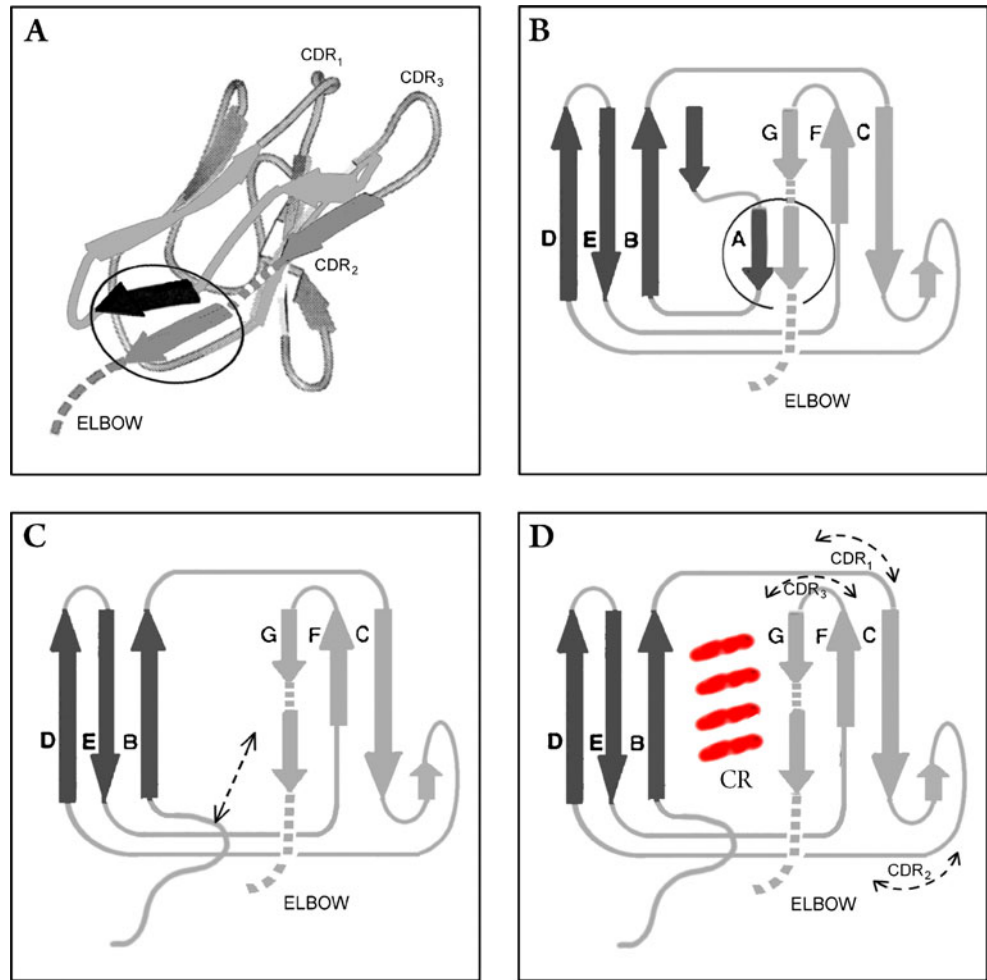 A
CDR₁
CDR₃
CDR₂
ELBOW
B
G F C
D E B A
ELBOW
C
G F C
D E B
ELBOW
D
CDR₁
CDR₃
G F C
D E B
CR
CDR₂
ELBOW